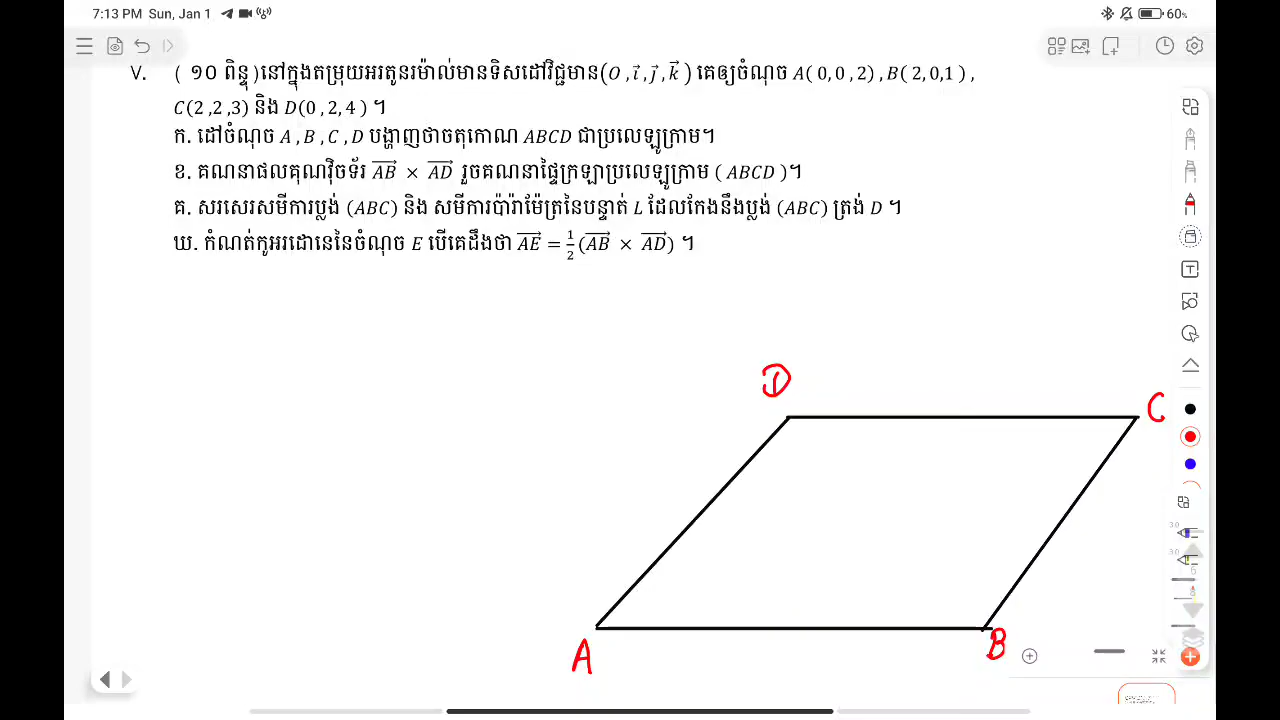 7:13 PM Sun, Jan 1
60%
V. ( ១០ ពិន្ទុ )នៅក្នុងតម្រុយអរតូនរម៉ាល់មានទិសដៅវិជ្ជមាន(O ,i⃗ , j⃗ , k⃗ ) គេឲ្យចំណុច A( 0, 0 , 2) , B( 2, 0,1 ) ,
C(2 ,2 ,3) និង D(0 , 2, 4 ) ។
ក. ដៅចំណុច A , B , C , D បង្ហាញថាចតុកោណ ABCD ជាប្រលេឡូក្រាម។
ខ. គណនាផលគុណវ៉ិចទ័រ A͞B⃗ × A͞D⃗ រួចគណនាផ្ទៃក្រឡាប្រលេឡូក្រាម ( ABCD )។
គ. សរសេរសមីការប្លង់ (ABC) និង សមីការប៉ារ៉ាម៉ែត្រនៃបន្ទាត់ L ដែលកែងនឹងប្លង់ (ABC) ត្រង់ D ។
ឃ. កំណត់កូអរដោនេនៃចំណុច E បើគេដឹងថា A͞E⃗ = 1/2 (A͞B⃗ × A͞D⃗) ។
D
C
A
B